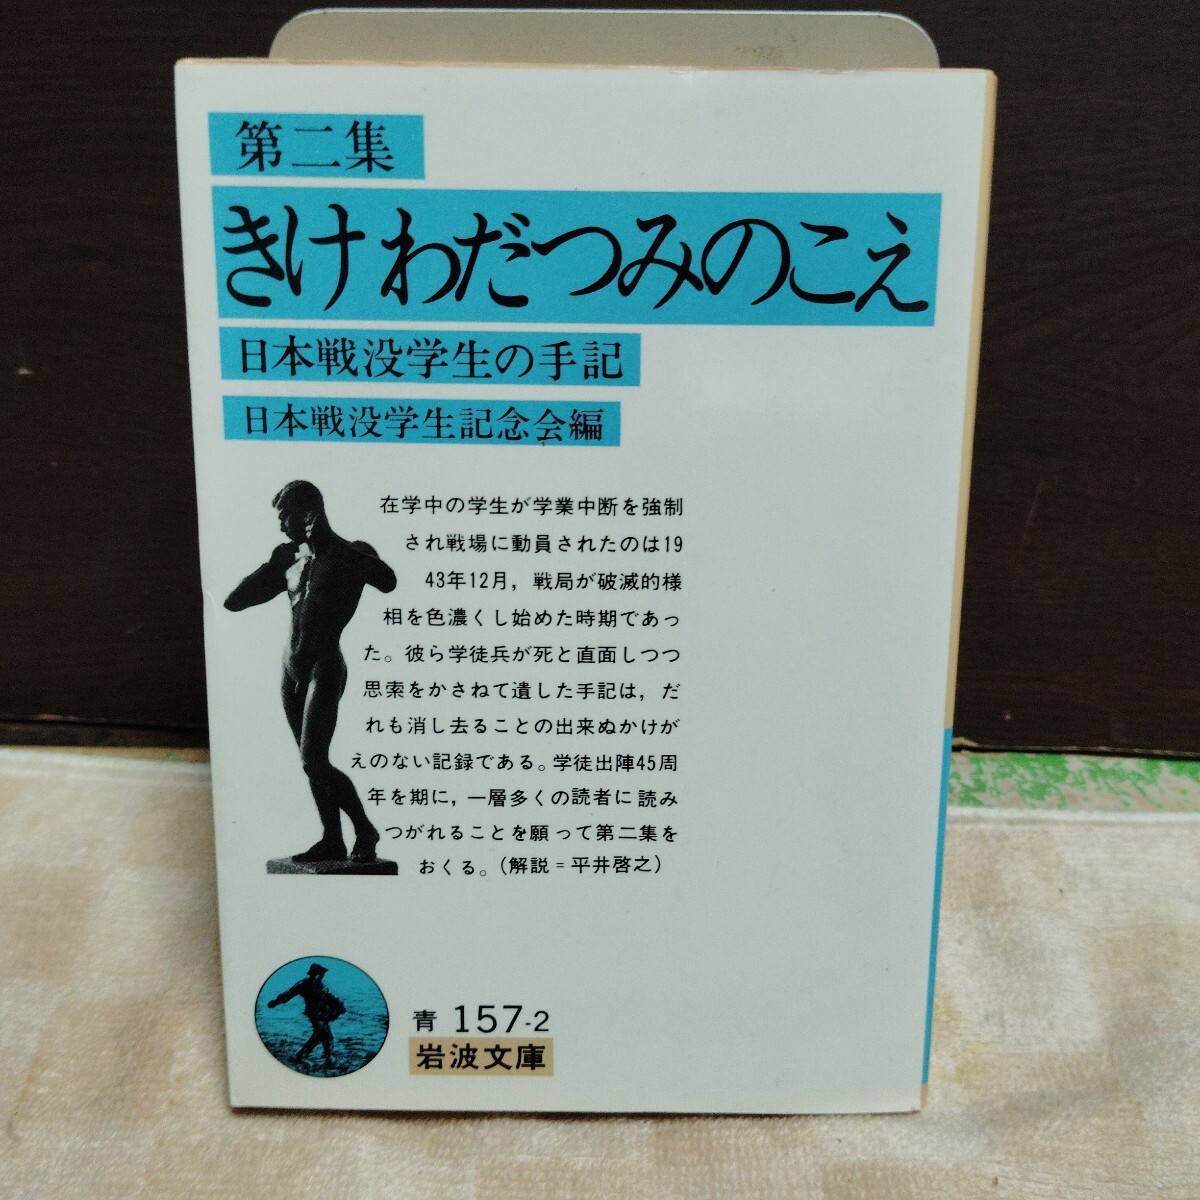 第二集
きけ わだつみのこえ
日本戦没学生の手記
日本戦没学生記念会編
在学中の学生が学業中断を強制
され戦場に動員されたのは19
43年12月，戦局が破滅的様
相を色濃くし始めた時期であっ
た。彼ら学徒兵が死と直面しつつ
思索をかさねて遺した手記は，だ
れも消し去ることの出来ぬかけが
えのない記録である。学徒出陣45周
年を期に，一層多くの読者に読み
つがれることを願って第二集を
おくる。（解説＝平井啓之）
青 157-2
岩波文庫